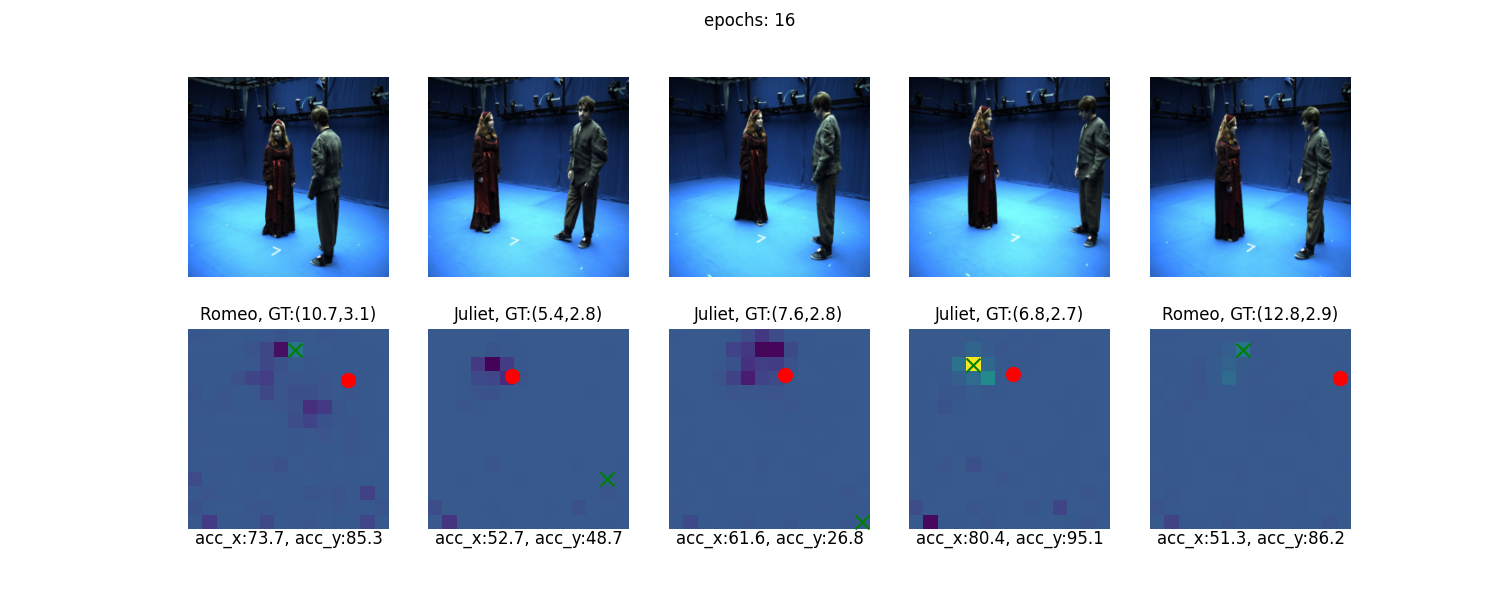 epochs: 16
Romeo, GT:(10.7,3.1)
Juliet, GT:(5.4,2.8)
Juliet, GT:(7.6,2.8)
Juliet, GT:(6.8,2.7)
Romeo, GT:(12.8,2.9)
acc_x:73.7, acc_y:85.3
acc_x:52.7, acc_y:48.7
acc_x:61.6, acc_y:26.8
acc_x:80.4, acc_y:95.1
acc_x:51.3, acc_y:86.2